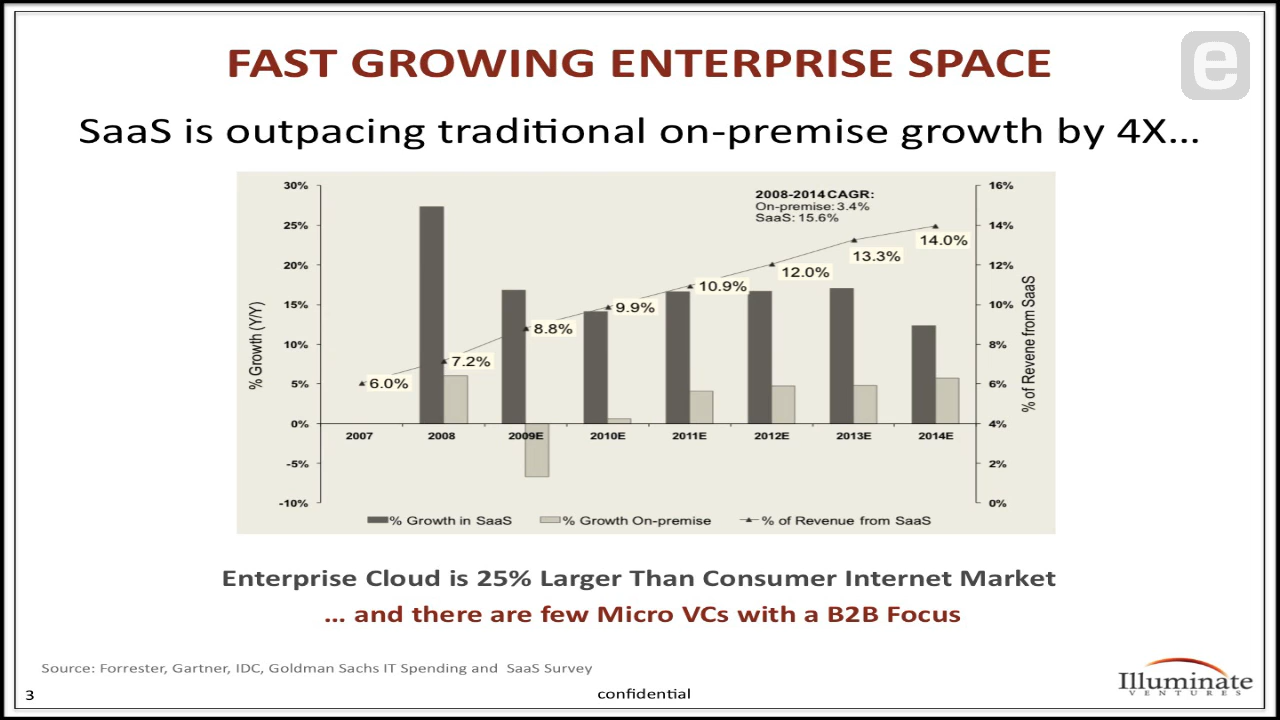 FAST GROWING ENTERPRISE SPACE
e
SaaS is outpacing traditional on-premise growth by 4X...
30%
25%
20%
15%
10%
5%
0%
-5%
-10%
% Growth (Y/Y)
2008-2014 CAGR:
On-premise: 3.4%
SaaS: 15.6%
6.0%
7.2%
8.8%
9.9%
10.9%
12.0%
13.3%
14.0%
2007
2008
2009E
2010E
2011E
2012E
2013E
2014E
16%
14%
12%
10%
8%
6%
4%
2%
0%
% of Revene from SaaS
% Growth in SaaS
% Growth On-premise
% of Revenue from SaaS
Enterprise Cloud is 25% Larger Than Consumer Internet Market
... and there are few Micro VCs with a B2B Focus
Source: Forrester, Gartner, IDC, Goldman Sachs IT Spending and SaaS Survey
3
confidential
Illuminate
VENTURES